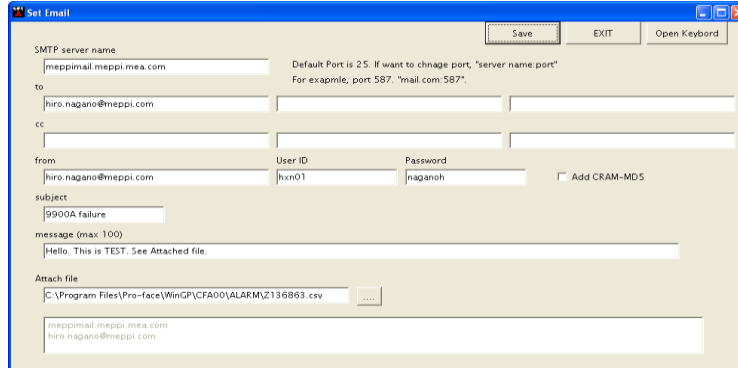 Set Email
Save EXIT Open Keybord
SMTP server name
meppimail.meppi.mea.com
Default Port is 25. If want to chnage port, "server name:port"
For exapmle, port 587. "mail.com:587".
to
hiro.nagano@meppi.com
cc
from User ID Password
hiro.nagano@meppi.com hxn01 naganoh Add CRAM-MD5
subject
9900A failure
message (max 100)
Hello. This is TEST. See Attached file.
Attach file
C:\Program Files\Pro-face\WinGP\CFA00\ALARM\Z136863.csv ....
meppimail.meppi.mea.com
hiro.nagano@meppi.com